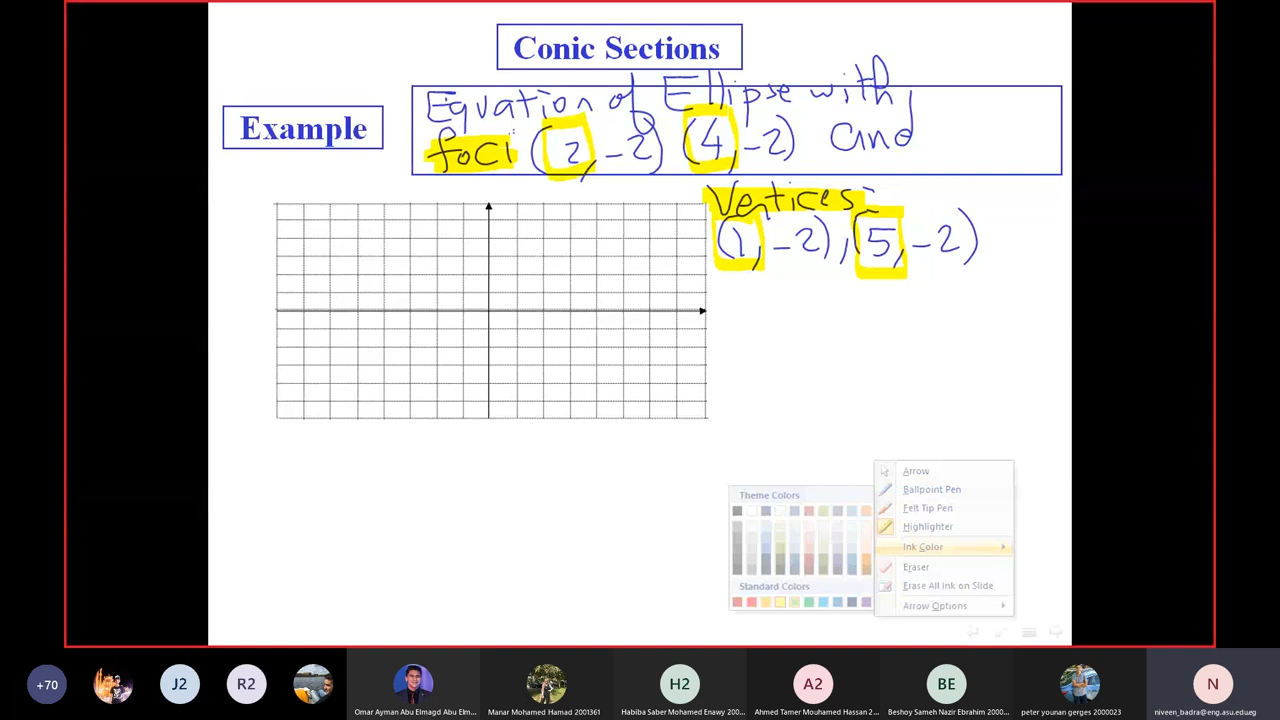 Conic Sections
Example
Equation of Ellipse with
foci (2, -2) (4, -2) and
Vertices:
(1, -2), (5, -2)
Theme Colors
Standard Colors
Arrow
Ballpoint Pen
Felt Tip Pen
Highlighter
Ink Color
Eraser
Erase All Ink on Slide
Arrow Options
+70
J2
R2
H2
A2
BE
N
Omar Ayman Abu Elmagd Abu Elm...
Manar Mohamed Hamad 2001361
Habiba Saber Mohamed Enawy 200...
Ahmed Tamer Mouhamed Hassan 2...
Beshoy Sameh Nazir Ebrahim 2000...
peter younan gerges 2000023
niveen_badra@eng.asu.edueg